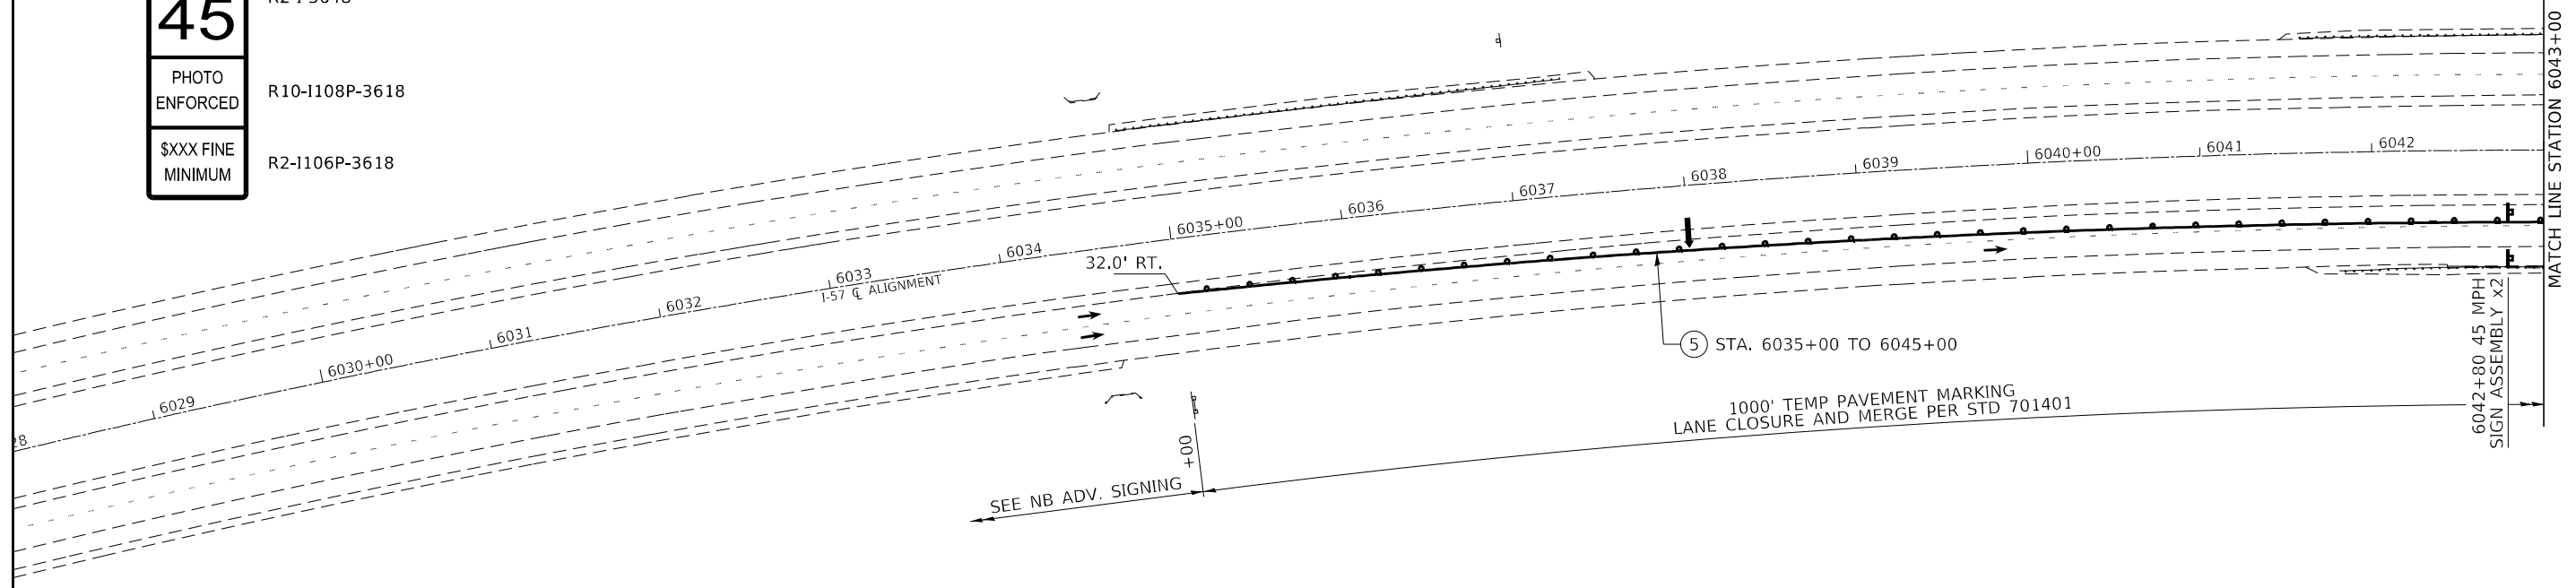 45
PHOTO
ENFORCED
R10-I108P-3618
$XXX FINE
MINIMUM
R2-I106P-3618
28
6029
6030+00
6031
6032
6033
I-57 ℄ ALIGNMENT
6034
6035+00
6036
6037
6038
6039
6040+00
6041
6042
32.0' RT.
5 STA. 6035+00 TO 6045+00
1000' TEMP PAVEMENT MARKING
LANE CLOSURE AND MERGE PER STD 701401
+00
SEE NB ADV. SIGNING
6042+80 45 MPH
SIGN ASSEMBLY x2
MATCH LINE STATION 6043+00